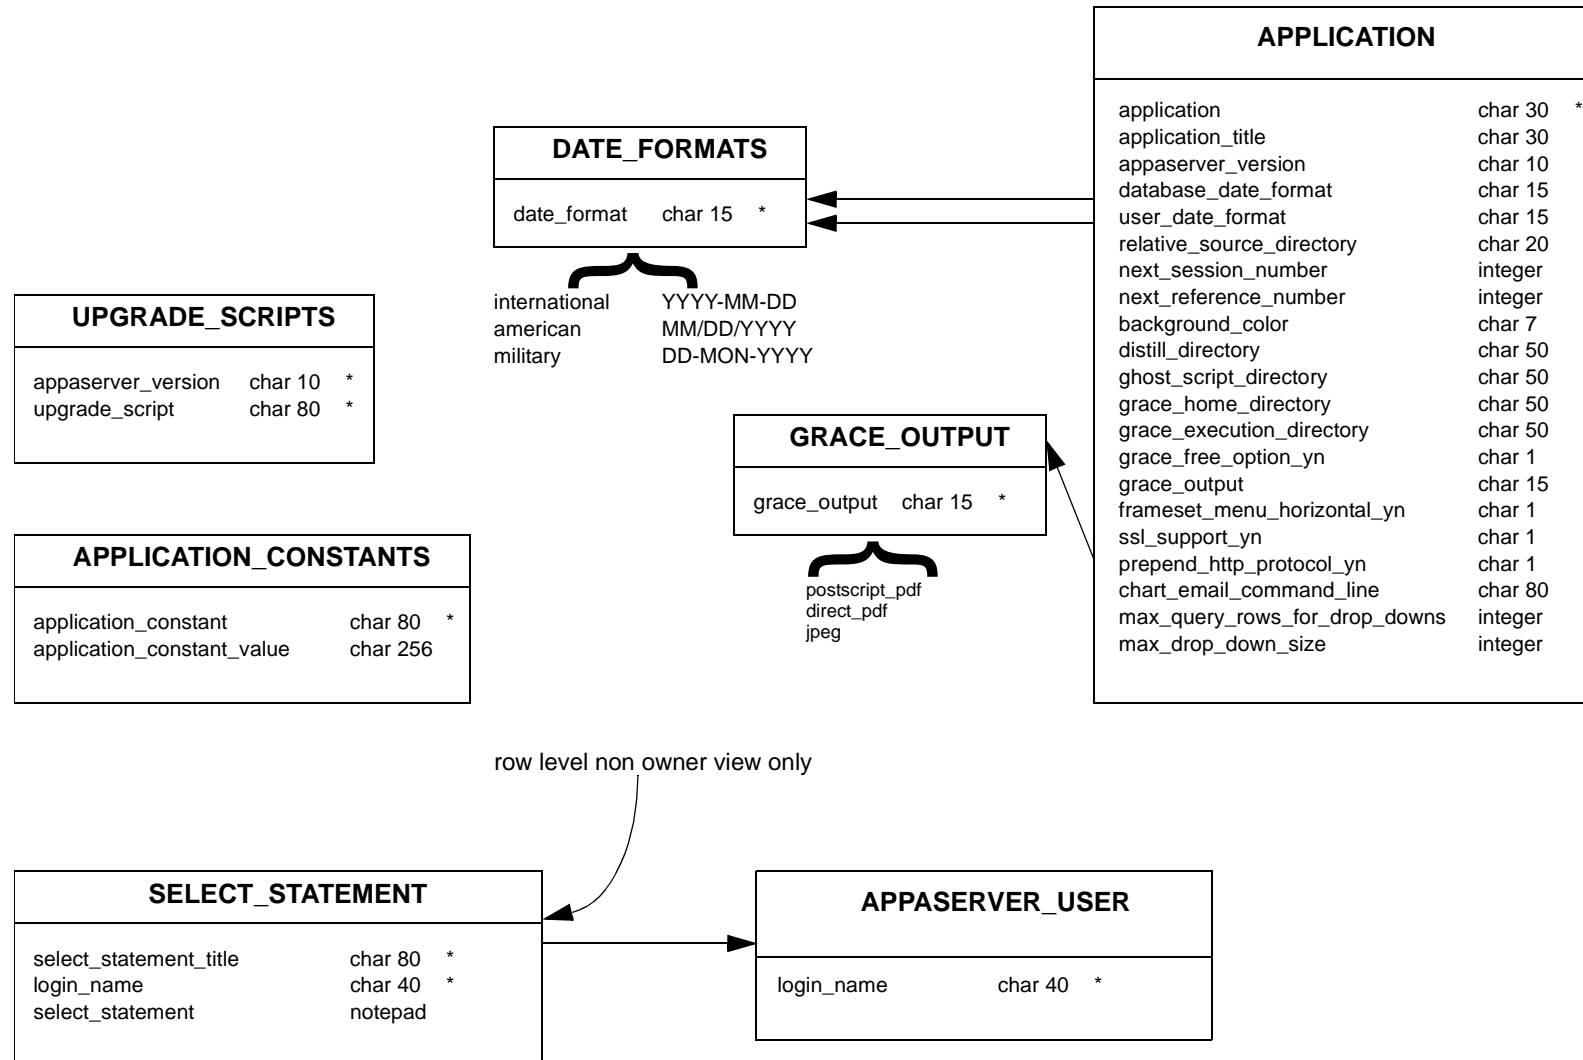 APPLICATION
application char 30 *
application_title char 30
appaserver_version char 10
database_date_format char 15
user_date_format char 15
relative_source_directory char 20
next_session_number integer
next_reference_number integer
background_color char 7
distill_directory char 50
ghost_script_directory char 50
grace_home_directory char 50
grace_execution_directory char 50
grace_free_option_yn char 1
grace_output char 15
frameset_menu_horizontal_yn char 1
ssl_support_yn char 1
prepend_http_protocol_yn char 1
chart_email_command_line char 80
max_query_rows_for_drop_downs integer
max_drop_down_size integer
DATE_FORMATS
date_format char 15 *
international YYYY-MM-DD
american MM/DD/YYYY
military DD-MON-YYYY
UPGRADE_SCRIPTS
appaserver_version char 10 *
upgrade_script char 80 *
GRACE_OUTPUT
grace_output char 15 *
postscript_pdf
direct_pdf
jpeg
APPLICATION_CONSTANTS
application_constant char 80 *
application_constant_value char 256
row level non owner view only
SELECT_STATEMENT
select_statement_title char 80 *
login_name char 40 *
select_statement notepad
APPASERVER_USER
login_name char 40 *